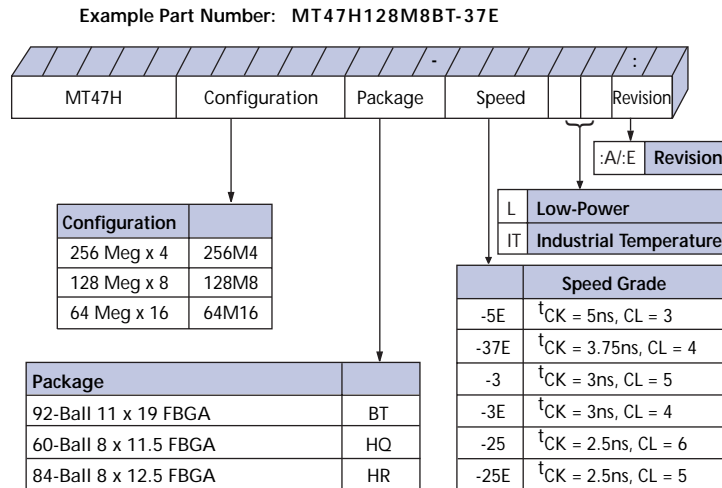 Example Part Number: MT47H128M8BT-37E
- :
MT47H Configuration Package Speed Revision
:A/:E Revision
L Low-Power
IT Industrial Temperature
Configuration
256 Meg x 4 256M4
128 Meg x 8 128M8
64 Meg x 16 64M16
Speed Grade
-5E tCK = 5ns, CL = 3
-37E tCK = 3.75ns, CL = 4
-3 tCK = 3ns, CL = 5
-3E tCK = 3ns, CL = 4
-25 tCK = 2.5ns, CL = 6
-25E tCK = 2.5ns, CL = 5
Package
92-Ball 11 x 19 FBGA BT
60-Ball 8 x 11.5 FBGA HQ
84-Ball 8 x 12.5 FBGA HR